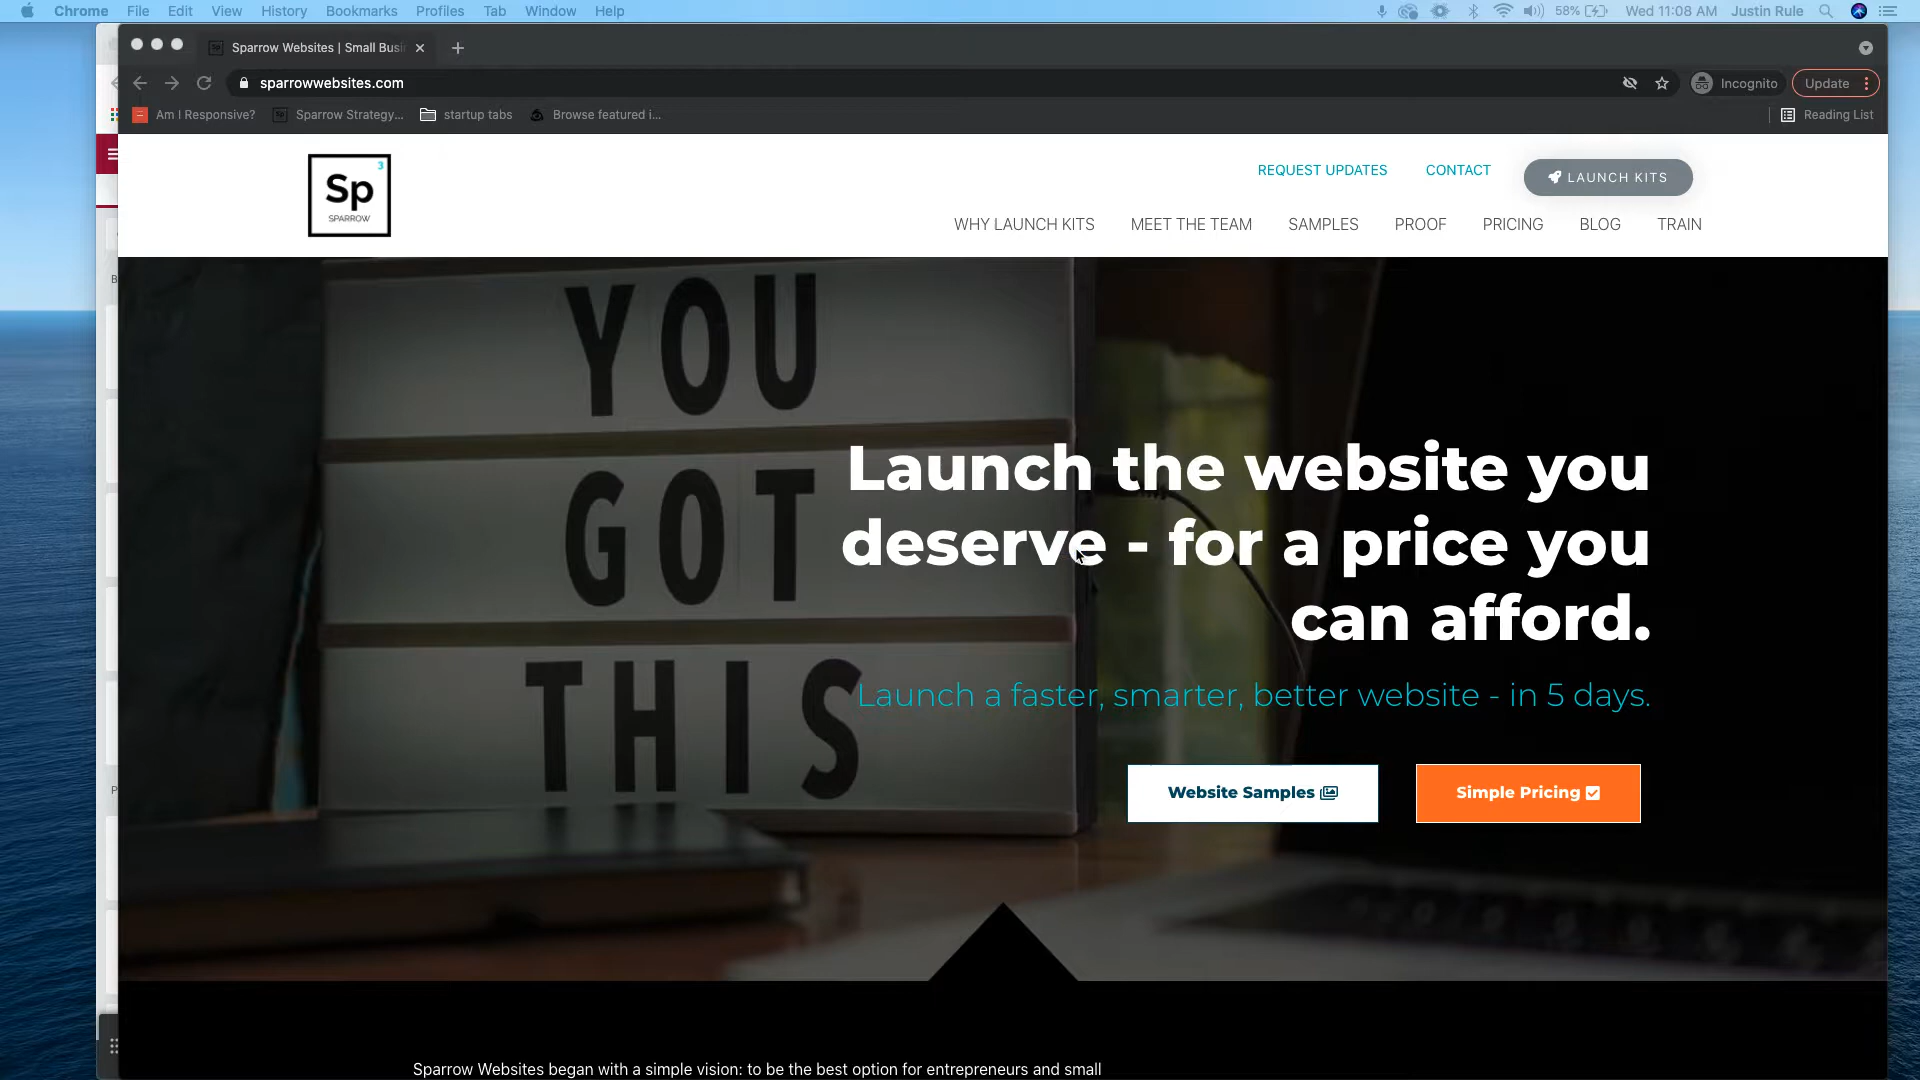 Chrome File Edit View History Bookmarks Profiles Tab Window Help 58% Wed 11:08 AM Justin Rule
Sparrow Websites | Small Busi
sparrowwebsites.com
Incognito
Update
Am I Responsive?
Sparrow Strategy...
startup tabs
Browse featured i...
Reading List
3
Sp
SPARROW
REQUEST UPDATES
CONTACT
LAUNCH KITS
WHY LAUNCH KITS
MEET THE TEAM
SAMPLES
PROOF
PRICING
BLOG
TRAIN
YOU
GOT
THIS
Launch the website you
deserve - for a price you
can afford.
Launch a faster, smarter, better website - in 5 days.
Website Samples
Simple Pricing
Sparrow Websites began with a simple vision: to be the best option for entrepreneurs and small